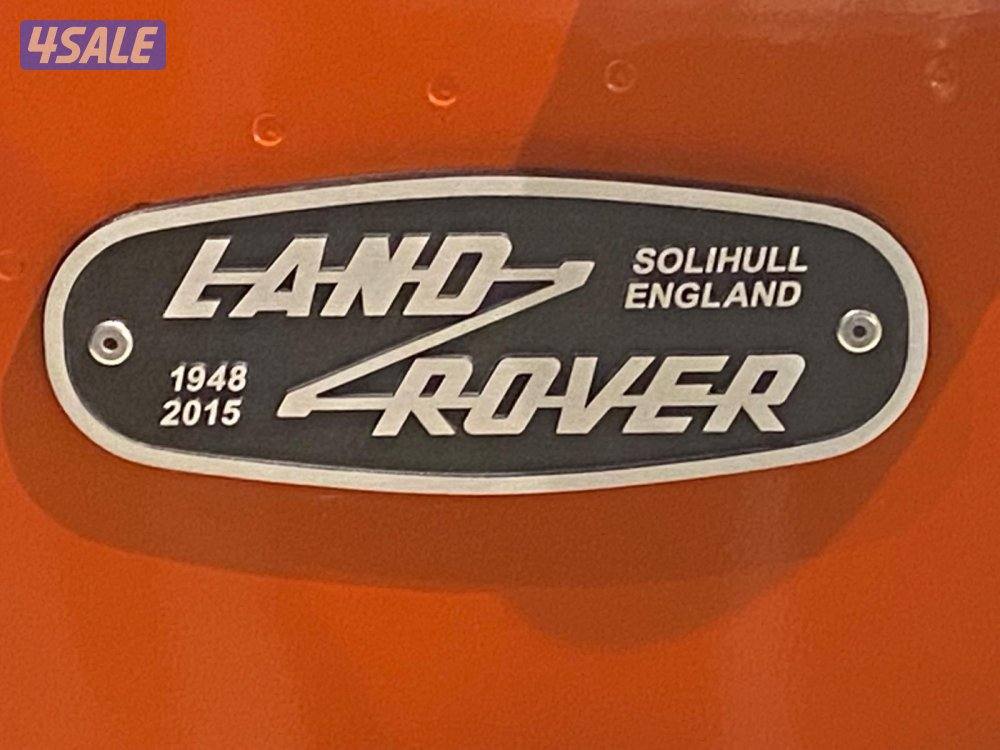 4SALE
LAND
SOLIHULL
ENGLAND
1948
2015
ROVER